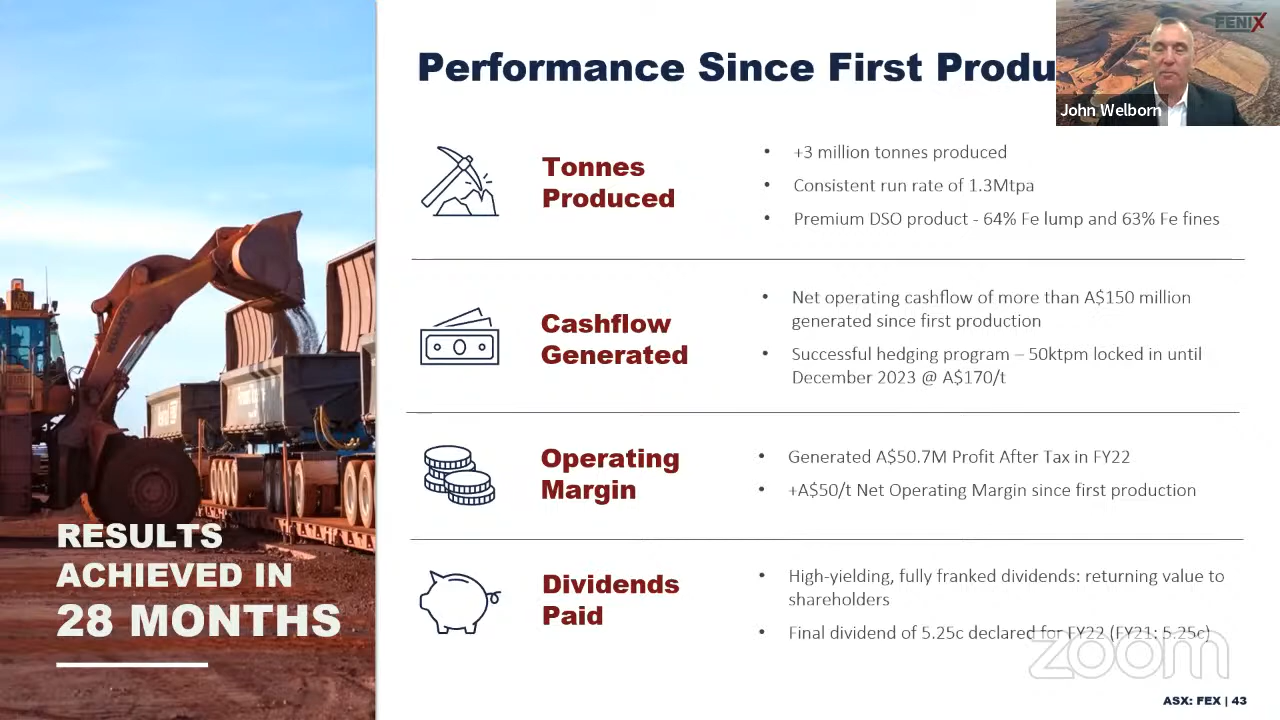 Performance Since First Produ
FENIX
John Welborn
Tonnes
Produced
• +3 million tonnes produced
• Consistent run rate of 1.3Mtpa
• Premium DSO product - 64% Fe lump and 63% Fe fines
Cashflow
Generated
• Net operating cashflow of more than A$150 million
generated since first production
• Successful hedging program – 50ktpm locked in until
December 2023 @ A$170/t
Operating
Margin
• Generated A$50.7M Profit After Tax in FY22
• +A$50/t Net Operating Margin since first production
Dividends
Paid
• High-yielding, fully franked dividends: returning value to
shareholders
• Final dividend of 5.25c declared for FY22 (FY21: 5.25c)
RESULTS
ACHIEVED IN
28 MONTHS
KOMATSU
zoom
ASX: FEX | 43